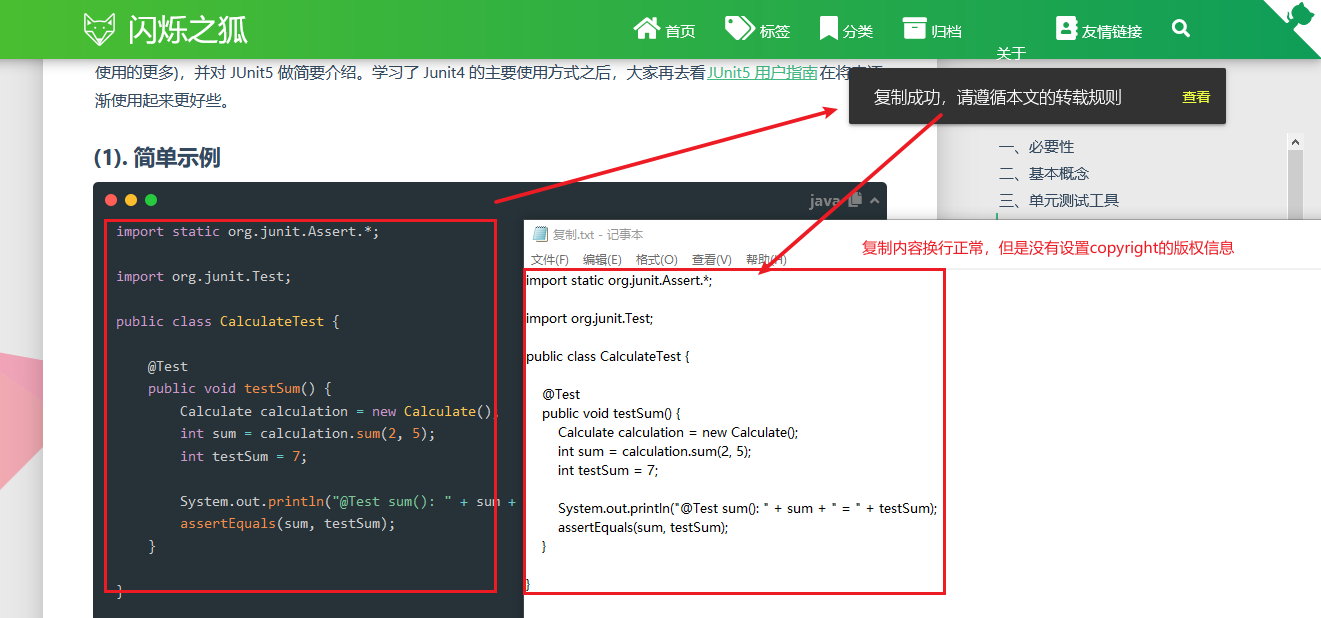 闪烁之狐
首页
标签
分类
归档
关于
友情链接
使用的更多)，并对 JUnit5 做简要介绍。学习了 Junit4 的主要使用方式之后，大家再去看JUnit5 用户指南在将
渐使用起来更好些。
复制成功，请遵循本文的转载规则 查看
(1). 简单示例
一、必要性
二、基本概念
三、单元测试工具
java
import static org.junit.Assert.*;
import org.junit.Test;
public class CalculateTest {
@Test
public void testSum() {
Calculate calculation = new Calculate()
int sum = calculation.sum(2, 5);
int testSum = 7;
System.out.println("@Test sum(): " + sum +
assertEquals(sum, testSum);
}
}
复制.txt - 记事本
文件(F) 编辑(E) 格式(O) 查看(V) 帮助(H)
复制内容换行正常，但是没有设置copyright的版权信息
import static org.junit.Assert.*;
import org.junit.Test;
public class CalculateTest {
@Test
public void testSum() {
Calculate calculation = new Calculate();
int sum = calculation.sum(2, 5);
int testSum = 7;
System.out.println("@Test sum(): " + sum + " = " + testSum);
assertEquals(sum, testSum);
}
}